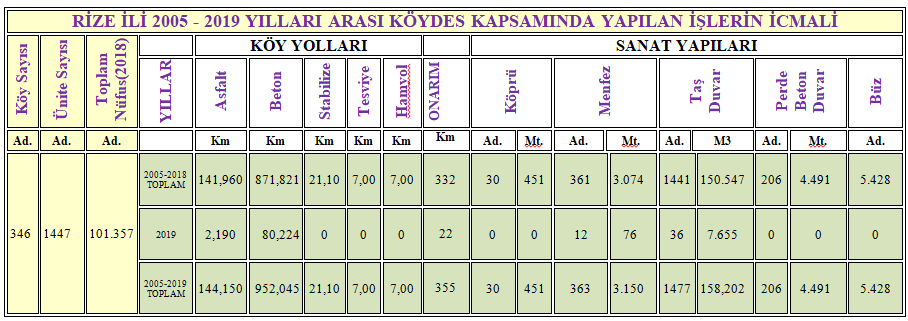 RİZE İLİ 2005 - 2019 YILLARI ARASI KÖYDES KAPSAMINDA YAPILAN İŞLERİN İCMALİ
Köy Sayısı Ünite Sayısı Toplam Nüfus(2018) YILLAR KÖY YOLLARI ONARIM SANAT YAPILARI
Asfalt Beton Stabilize Tesviye Hamyol Köprü Menfez Taş Duvar Perde Beton Duvar Büz
Ad. Ad. Ad. Km Km Km Km Km Km Ad. Mt. Ad. Mt. Ad. M3 Ad. Mt. Ad.
346 1447 101.357
2005-2018 TOPLAM 141,960 871,821 21,10 7,00 7,00 332 30 451 361 3.074 1441 150.547 206 4.491 5.428
2019 2,190 80,224 0 0 0 22 0 0 12 76 36 7.655 0 0 0
2005-2019 TOPLAM 144,150 952,045 21,10 7,00 7,00 355 30 451 363 3.150 1477 158,202 206 4.491 5.428